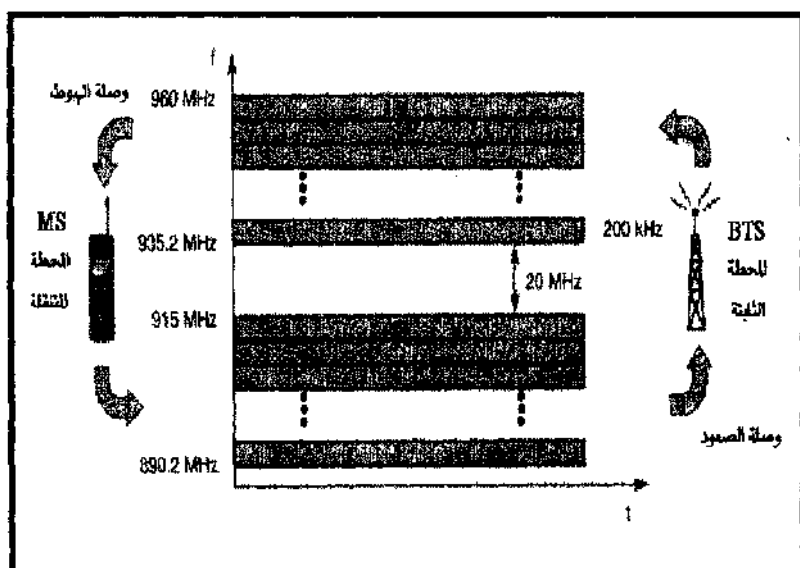 f
وصلة الهبوط
960 MHz
MS
المحطة
المتنقلة
935.2 MHz
200 kHz
BTS
المحطة
الثابتة
20 MHz
915 MHz
وصلة الصعود
890.2 MHz
t